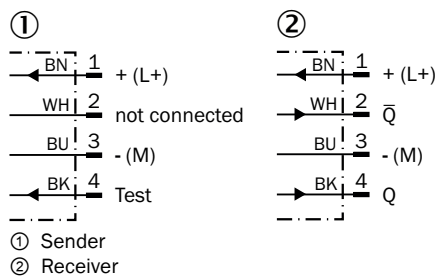 ① ②
BN 1 + (L+)
WH 2 not connected
BU 3 - (M)
BK 4 Test
BN 1 + (L+)
WH 2 Q̅
BU 3 - (M)
BK 4 Q
① Sender
② Receiver